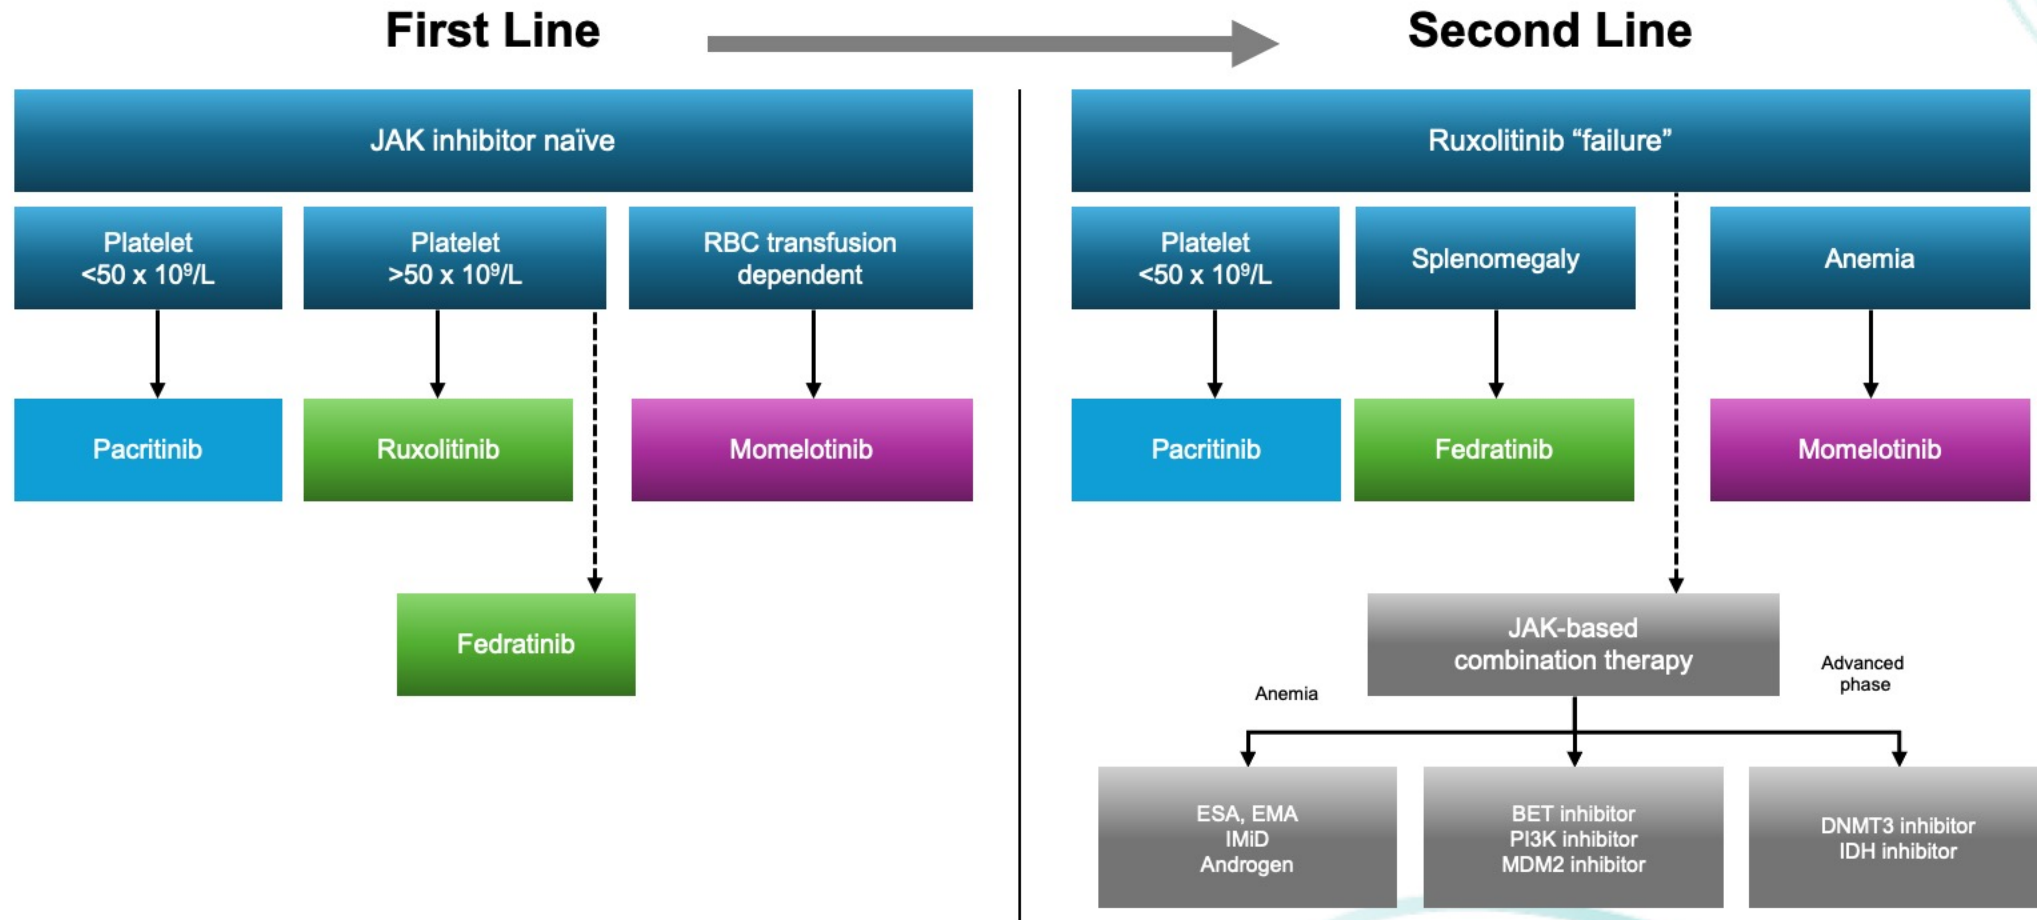 First Line
Second Line
JAK inhibitor naïve
Platelet
<50 x 10⁹/L
Platelet
>50 x 10⁹/L
RBC transfusion
dependent
Pacritinib
Ruxolitinib
Momelotinib
Fedratinib
Ruxolitinib “failure”
Platelet
<50 x 10⁹/L
Splenomegaly
Anemia
Pacritinib
Fedratinib
Momelotinib
JAK-based
combination therapy
Anemia
Advanced
phase
ESA, EMA
IMiD
Androgen
BET inhibitor
PI3K inhibitor
MDM2 inhibitor
DNMT3 inhibitor
IDH inhibitor